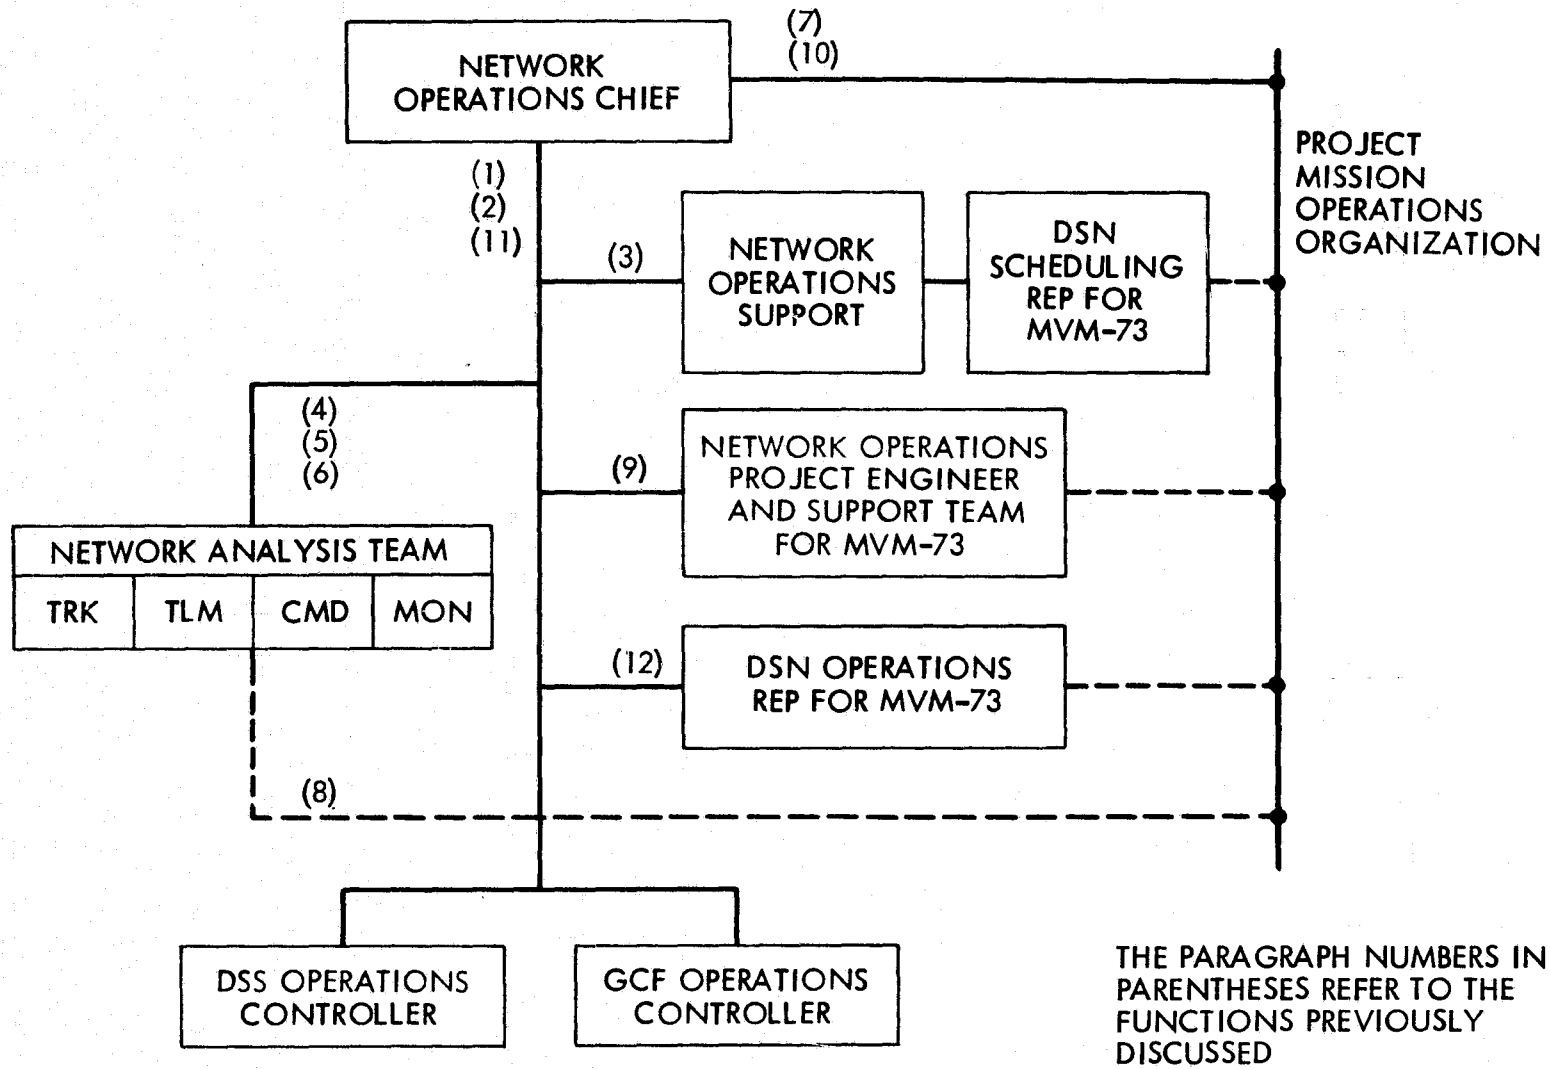 NETWORK
OPERATIONS CHIEF
(7)
(10)
PROJECT
MISSION
OPERATIONS
ORGANIZATION
(1)
(2)
(11)
(3)
NETWORK
OPERATIONS
SUPPORT
DSN
SCHEDULING
REP FOR
MVM-73
(4)
(5)
(6)
(9)
NETWORK OPERATIONS
PROJECT ENGINEER
AND SUPPORT TEAM
FOR MVM-73
NETWORK ANALYSIS TEAM
TRK TLM CMD MON
(12)
DSN OPERATIONS
REP FOR MVM-73
(8)
DSS OPERATIONS
CONTROLLER
GCF OPERATIONS
CONTROLLER
THE PARAGRAPH NUMBERS IN
PARENTHESES REFER TO THE
FUNCTIONS PREVIOUSLY
DISCUSSED